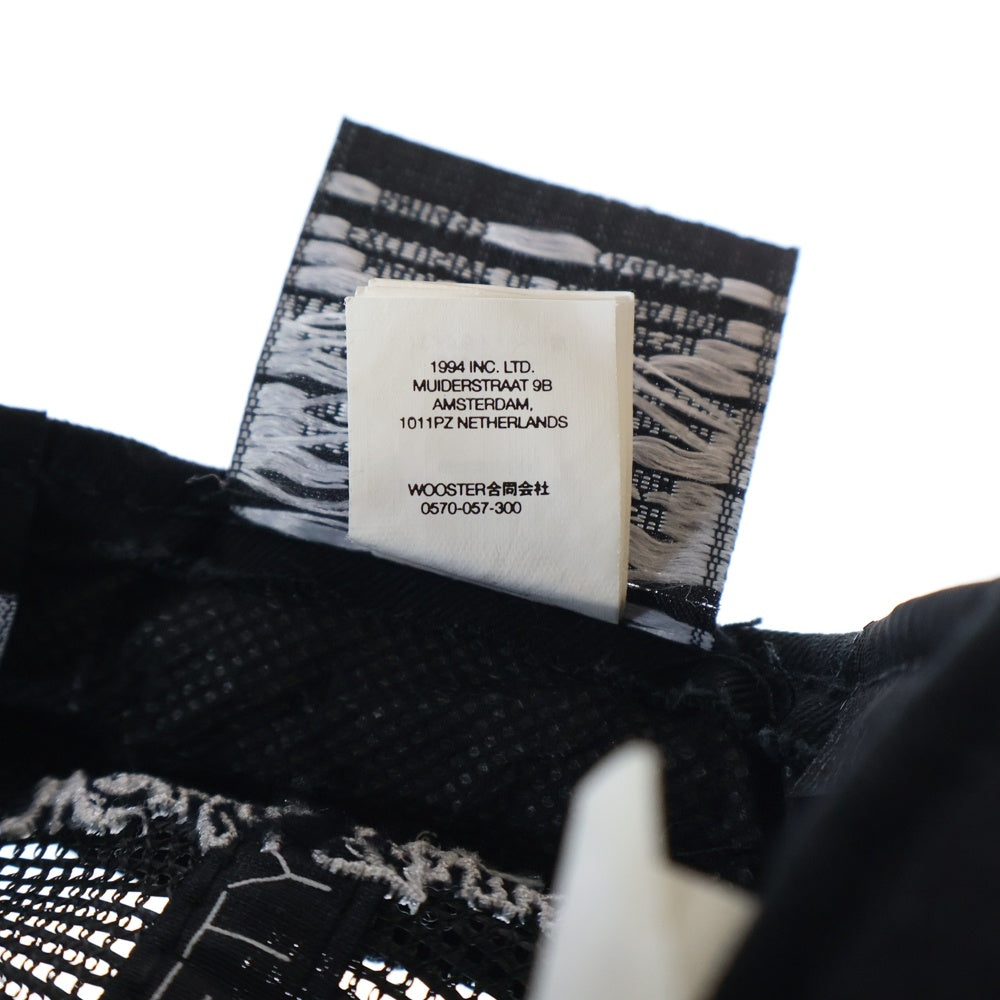 1994 INC. LTD.
MUIDERSTRAAT 9B
AMSTERDAM,
1011PZ NETHERLANDS
WOOSTER合同会社
0570-057-300